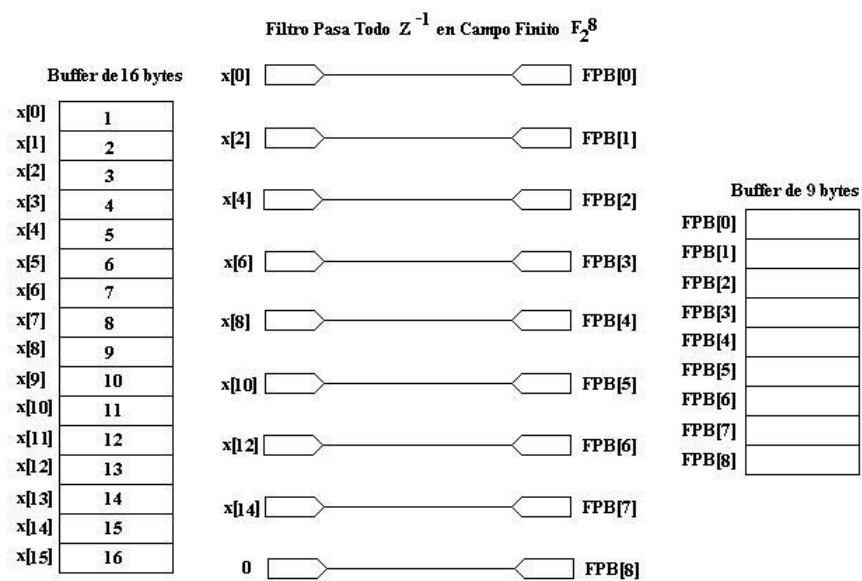 Filtro Pasa Todo Z^-1 en Campo Finito F_2^8
Buffer de 16 bytes
x[0] 1
x[1] 2
x[2] 3
x[3] 4
x[4] 5
x[5] 6
x[6] 7
x[7] 8
x[8] 9
x[9] 10
x[10] 11
x[11] 12
x[12] 13
x[13] 14
x[14] 15
x[15] 16
x[0] FPB[0]
x[2] FPB[1]
x[4] FPB[2]
x[6] FPB[3]
x[8] FPB[4]
x[10] FPB[5]
x[12] FPB[6]
x[14] FPB[7]
0 FPB[8]
Buffer de 9 bytes
FPB[0]
FPB[1]
FPB[2]
FPB[3]
FPB[4]
FPB[5]
FPB[6]
FPB[7]
FPB[8]